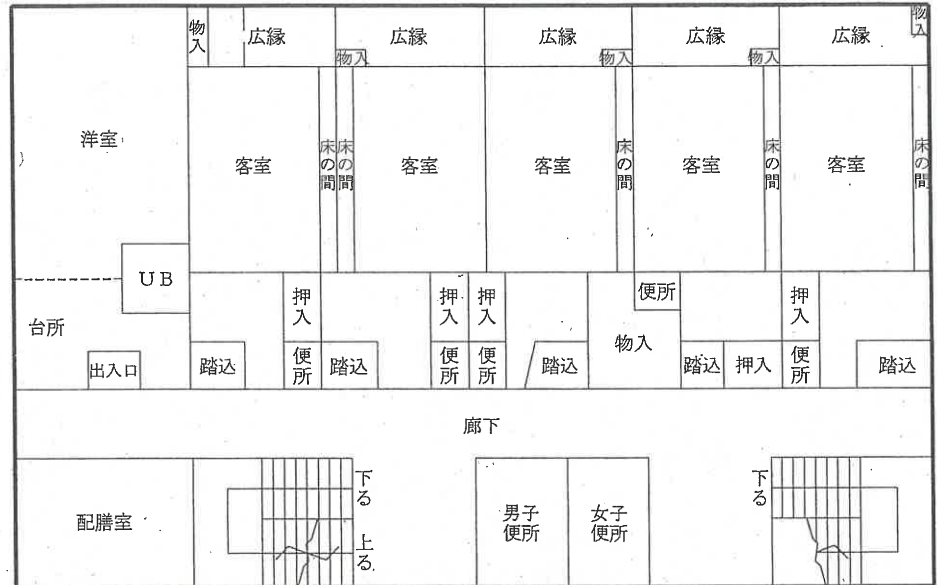 物入
広縁
広縁
広縁
広縁
広縁
物入
物入
物入
物入
洋室
客室
床の間
床の間
客室
客室
床の間
客室
床の間
客室
床の間
UB
台所
出入口
踏込
押入
便所
踏込
押入
便所
押入
便所
踏込
物入
便所
踏込
押入
押入
便所
踏込
廊下
配膳室
下る
上る
男子
便所
女子
便所
下る